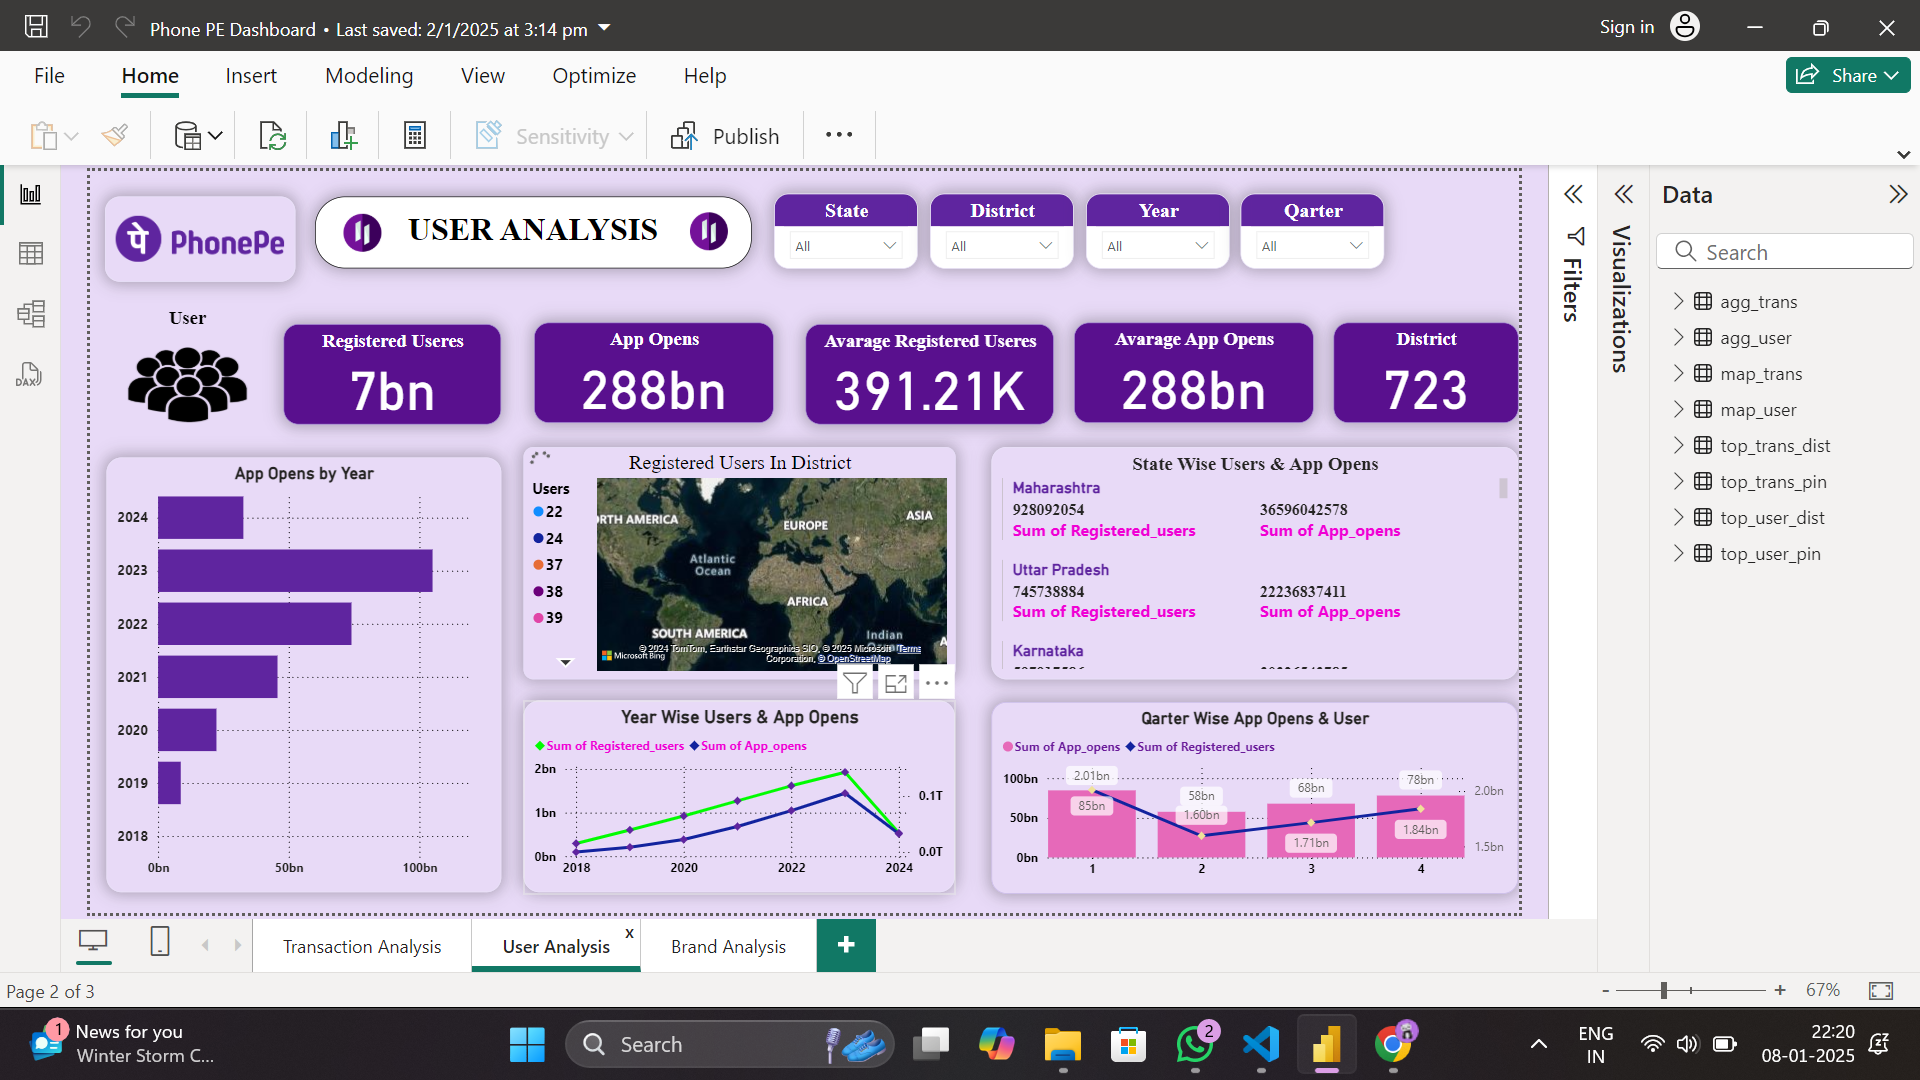 Phone PE Dashboard • Last saved: 2/1/2025 at 3:14 pm
Sign in
File
Home
Insert
Modeling
View
Optimize
Help
Share
Sensitivity
Publish
पे PhonePe
USER ANALYSIS
State
All
District
All
Year
All
Qarter
All
User
Registered Useres
7bn
App Opens
288bn
Avarage Registered Useres
391.21K
Avarage App Opens
288bn
District
723
App Opens by Year
2024
2023
2022
2021
2020
2019
2018
0bn 50bn 100bn
Registered Users In District
Users
22
24
37
38
39
RTH AMERICA
EUROPE
ASIA
Atlantic
Ocean
AFRICA
SOUTH AMERICA
Indian
Microsoft Bing
© 2024 TomTom, Earthstar Geographics SIO, © 2025 Microsoft Terms
Corporation, © OpenStreetMap
State Wise Users & App Opens
Maharashtra
928092054 36596042578
Sum of Registered_users Sum of App_opens
Uttar Pradesh
745738884 22236837411
Sum of Registered_users Sum of App_opens
Karnataka
Year Wise Users & App Opens
Sum of Registered_users Sum of App_opens
2bn
1bn
0bn
0.1T
0.0T
2018 2020 2022 2024
Qarter Wise App Opens & User
Sum of App_opens Sum of Registered_users
100bn
50bn
0bn
2.01bn
85bn
58bn
1.60bn
68bn
1.71bn
78bn
1.84bn
2.0bn
1.5bn
1 2 3 4
Filters
Visualizations
Data
Search
agg_trans
agg_user
map_trans
map_user
top_trans_dist
top_trans_pin
top_user_dist
top_user_pin
DAX
Transaction Analysis
User Analysis
x
Brand Analysis
+
Page 2 of 3
- + 67%
1
News for you
Winter Storm C...
Search
2
ENG
IN
22:20
08-01-2025